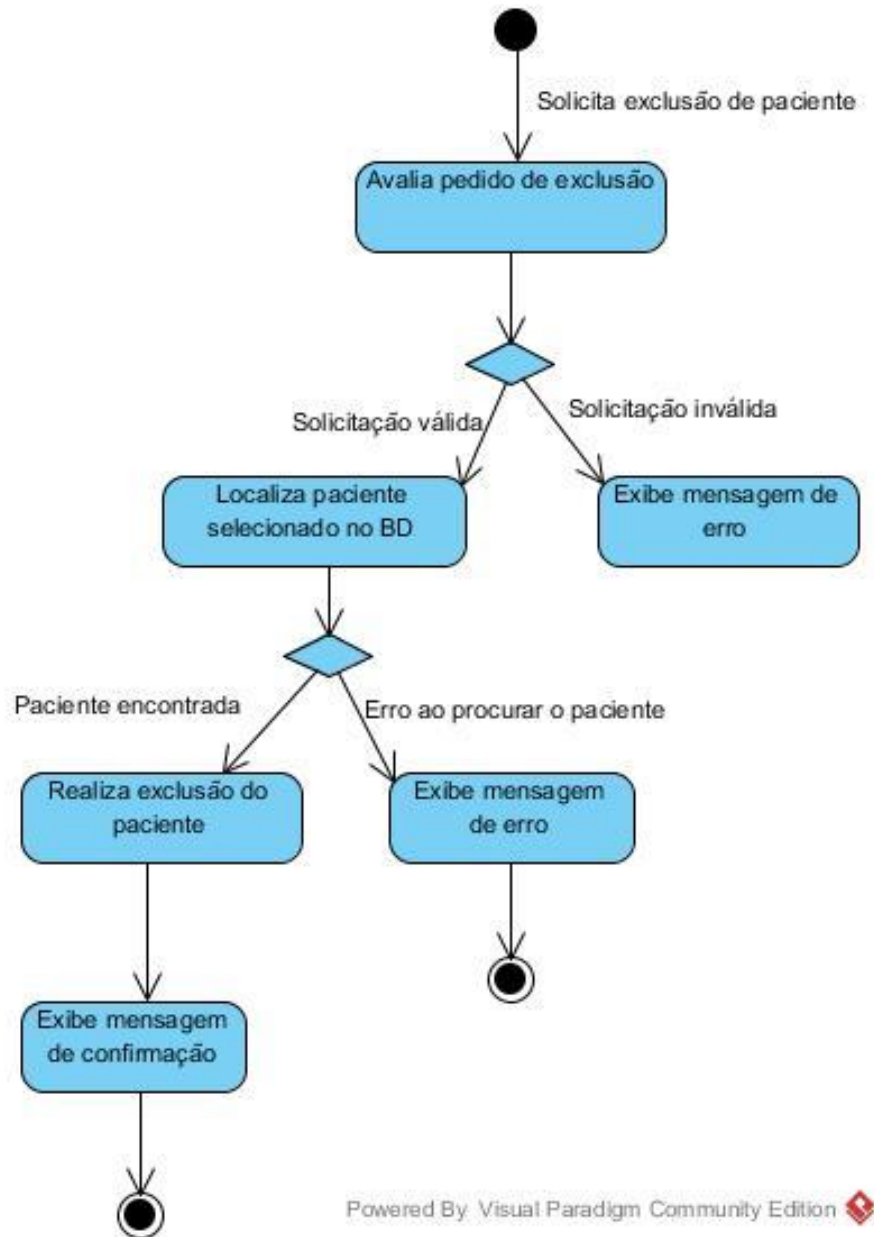 Solicita exclusão de paciente
Avalia pedido de exclusão
Solicitação válida
Solicitação inválida
Localiza paciente
selecionado no BD
Exibe mensagem de
erro
Paciente encontrada
Erro ao procurar o paciente
Realiza exclusão do
paciente
Exibe mensagem
de erro
Exibe mensagem
de confirmação
Powered By Visual Paradigm Community Edition